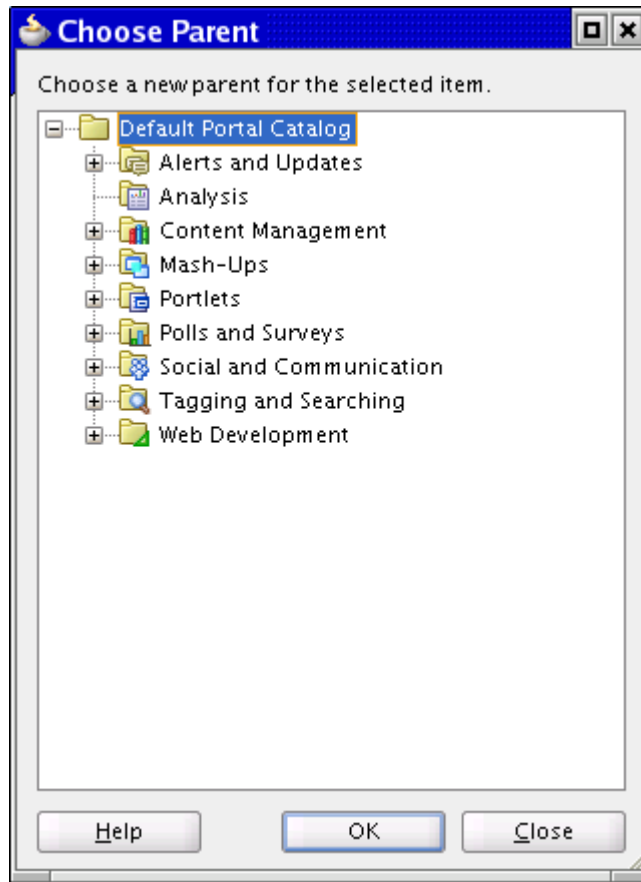 Choose Parent
Choose a new parent for the selected item.
Default Portal Catalog
Alerts and Updates
Analysis
Content Management
Mash-Ups
Portlets
Polls and Surveys
Social and Communication
Tagging and Searching
Web Development
Help OK Close